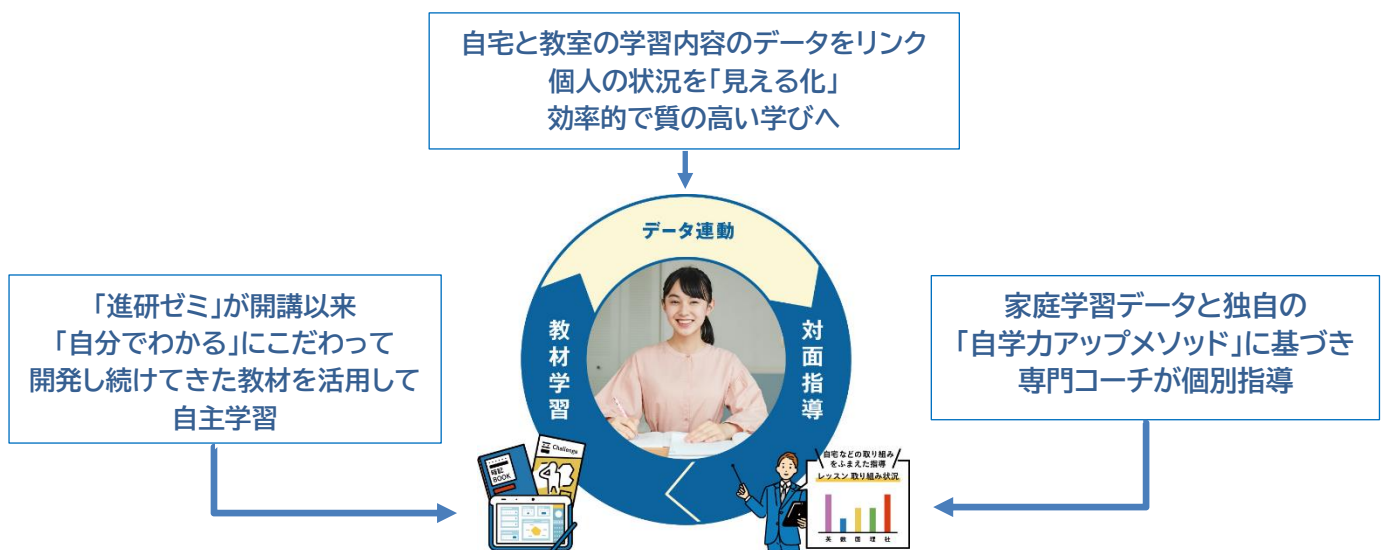 自宅と教室の学習内容のデータをリンク
個人の状況を「見える化」
効率的で質の高い学びへ
データ連動
「進研ゼミ」が開講以来
「自分でわかる」にこだわって
開発し続けてきた教材を活用して
自主学習
教材学習
対面指導
家庭学習データと独自の
「自学力アップメソッド」に基づき
専門コーチが個別指導
暗記
BOOK
Challenge
自宅などの取り組み
をふまえた指導
レッスン取り組み状況
英 数 国 理 社